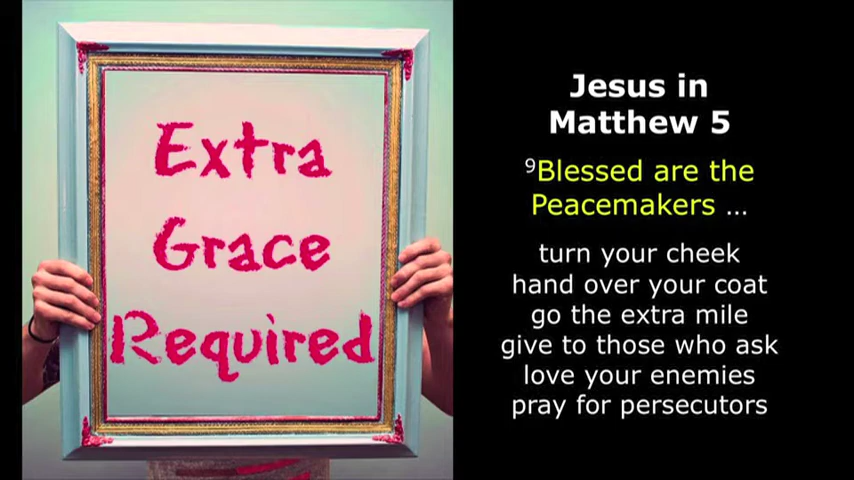 Extra
Grace
Required
Jesus in
Matthew 5
⁹Blessed are the
Peacemakers ...
turn your cheek
hand over your coat
go the extra mile
give to those who ask
love your enemies
pray for persecutors